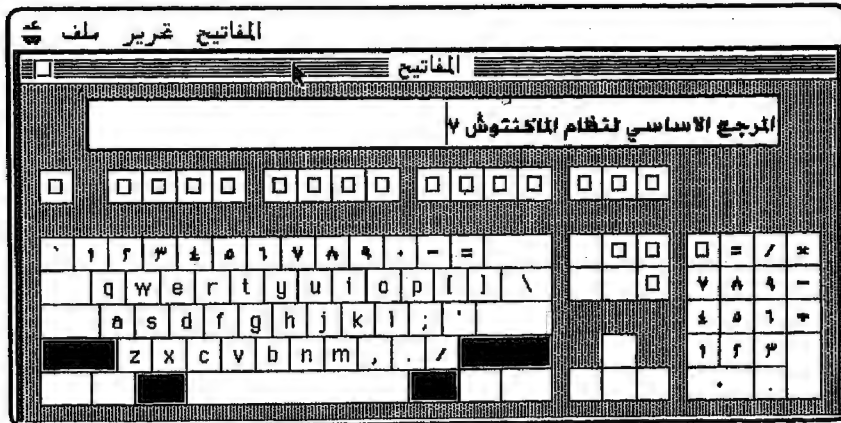 ملف تحرير المفاتيح
المفاتيح
المرجع الاساسي لنظام الماكنتوش ٧
` ١ ٢ ٣ ٤ ٥ ٦ ٧ ٨ ٩ ٠ - =
q w e r t y u i o p [ ] \
a s d f g h j k l ; '
z x c v b n m , . /
= / *
٧ ٨ ٩ -
٤ ٥ ٦ +
١ ٢ ٣
٠ .